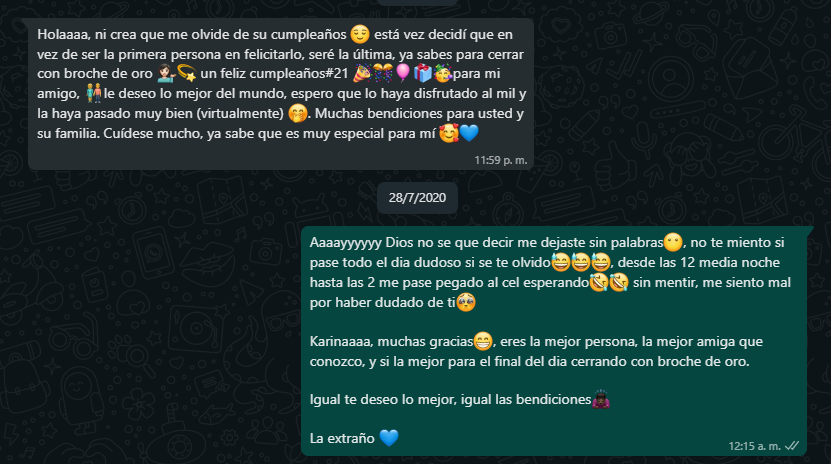 Holaaaa, ni crea que me olvide de su cumpleaños 😌 está vez decidí que en
vez de ser la primera persona en felicitarlo, seré la última, ya sabes para cerrar
con broche de oro 💁🏻‍♀️💫 un feliz cumpleaños#21 🎉🎊🎈🎁🥳para mi
amigo, 👬le deseo lo mejor del mundo, espero que lo haya disfrutado al mil y
la haya pasado muy bien (virtualmente) 🤭. Muchas bendiciones para usted y
su familia. Cuídese mucho, ya sabe que es muy especial para mí 🥰💙
11:59 p. m.
28/7/2020
Aaaayyyyyy Dios no se que decir me dejaste sin palabras😶, no te miento si
pase todo el dia dudoso si se te olvido😅😅😅, desde las 12 media noche
hasta las 2 me pase pegado al cel esperando🤣🤣 sin mentir, me siento mal
por haber dudado de ti🥺
Karinaaaa, muchas gracias😁, eres la mejor persona, la mejor amiga que
conozco, y si la mejor para el final del dia cerrando con broche de oro.
Igual te deseo lo mejor, igual las bendiciones🙇🏿
La extraño 💙
12:15 a. m.